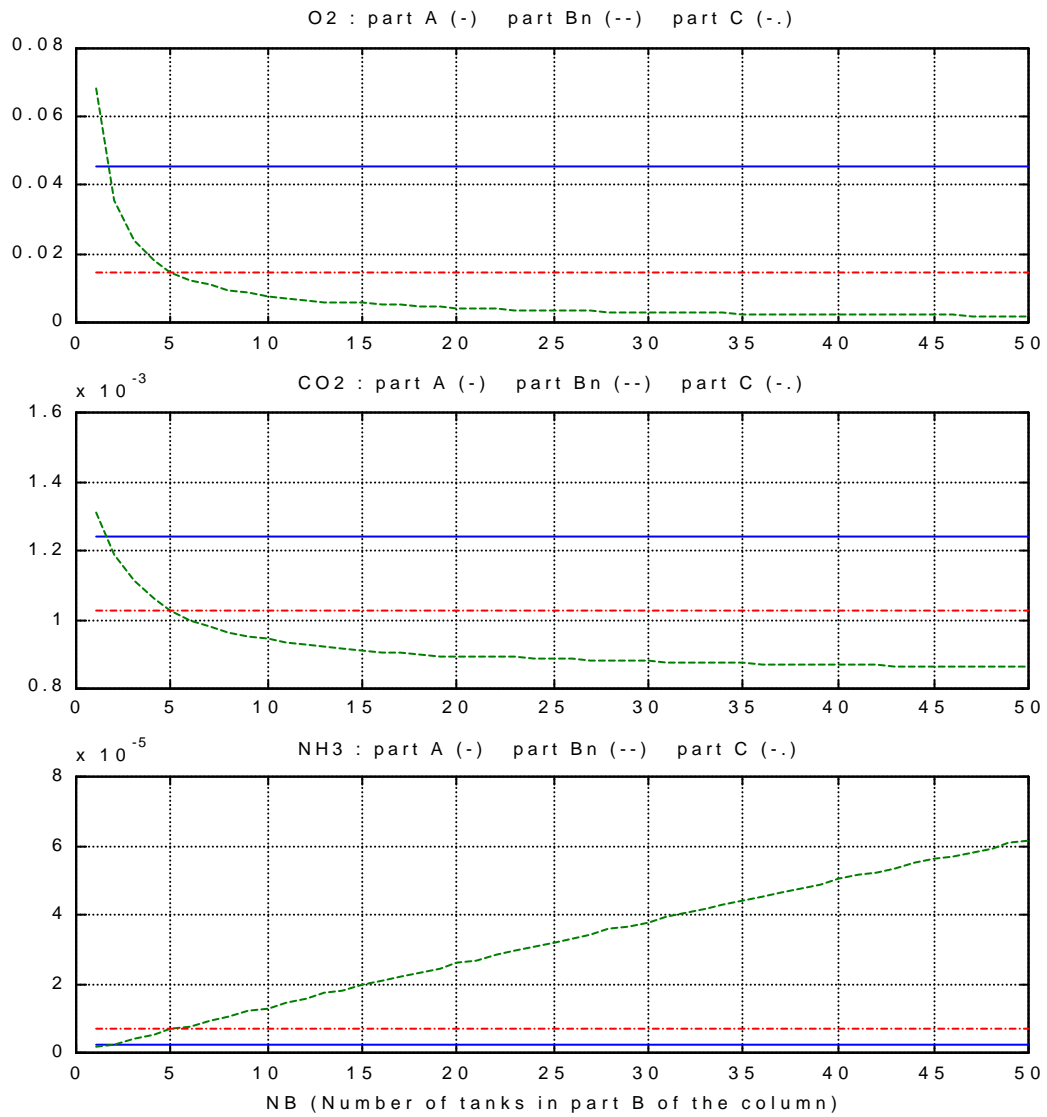 O2 : part A (-) part Bn (--) part C (-.)
0.08
0.06
0.04
0.02
0
0 5 10 15 20 25 30 35 40 45 50
CO2 : part A (-) part Bn (--) part C (-.)
x 10^-3
1.6
1.4
1.2
1
0.8
0 5 10 15 20 25 30 35 40 45 50
NH3 : part A (-) part Bn (--) part C (-.)
x 10^-5
8
6
4
2
0
0 5 10 15 20 25 30 35 40 45 50
NB (Number of tanks in part B of the column)